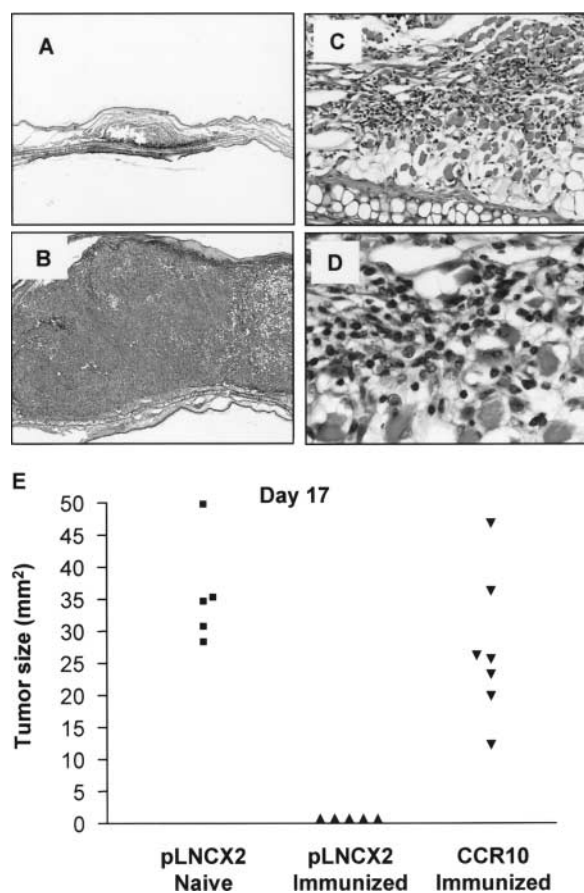 A
C
B
D
E
Day 17
Tumor size (mm²)
50
45
40
35
30
25
20
15
10
5
0
pLNCX2
Naive
pLNCX2
Immunized
CCR10
Immunized